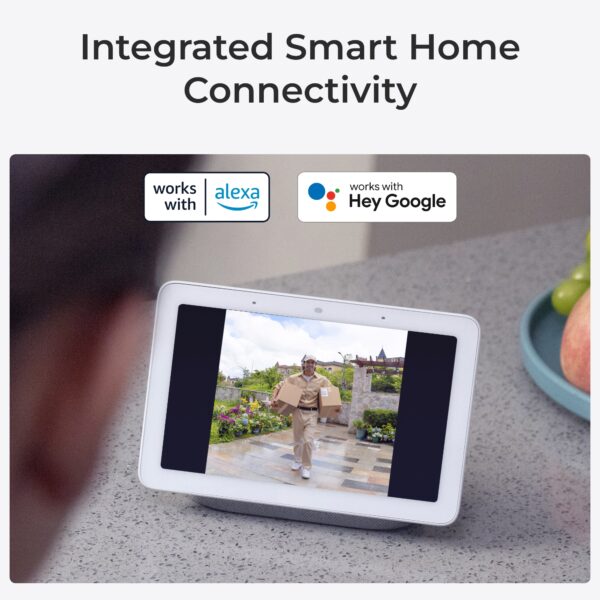 Integrated Smart Home
Connectivity
works with
alexa
works with
Hey Google